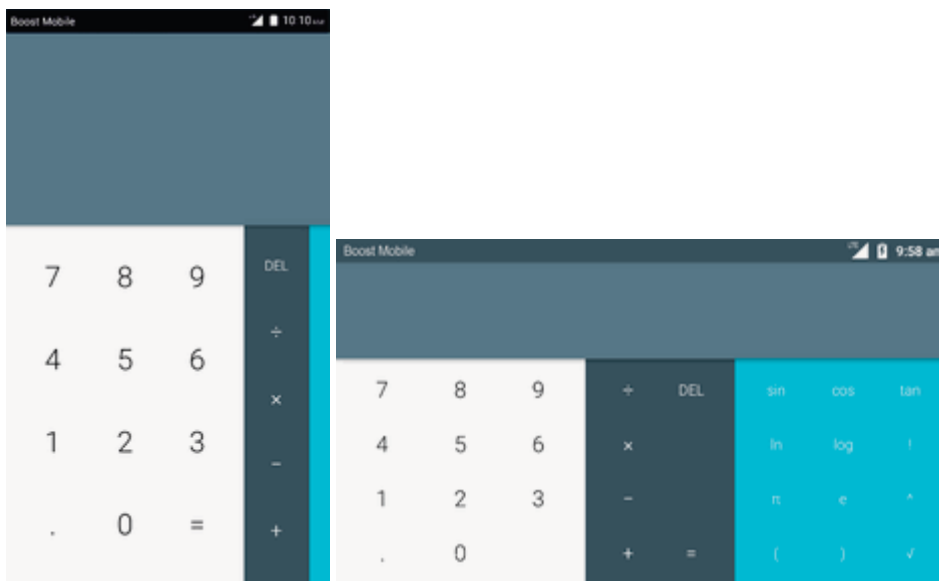 Boost Mobile 10 10
DEL
7 8 9
÷
4 5 6
×
1 2 3
−
. 0 =
+
Boost Mobile LTE 9:58 am
7 8 9 ÷ DEL sin cos tan
4 5 6 × ln log !
1 2 3 − π e ^
. 0 + = ( ) √